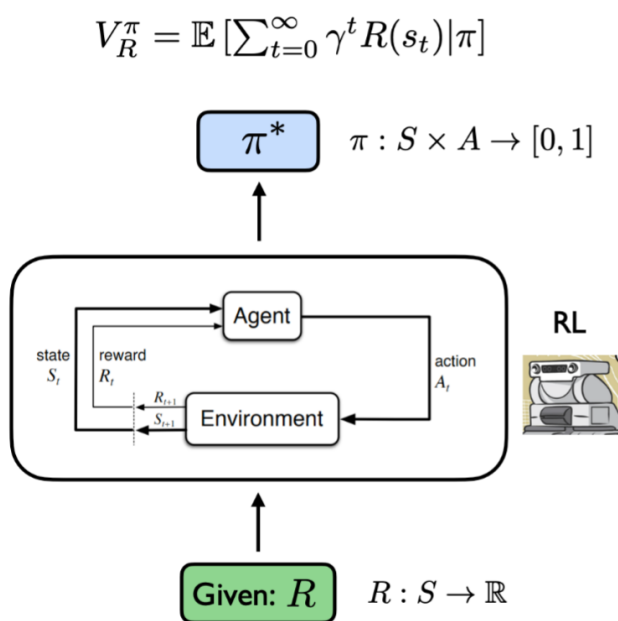 V_R^π = 𝔼 [∑_{t=0}^{∞} γ^t R(s_t)|π]
π*
π : S × A → [0, 1]
Agent
RL
state
S_t
reward
R_t
action
A_t
R_{t+1}
S_{t+1}
Environment
Given: R
R : S → ℝ